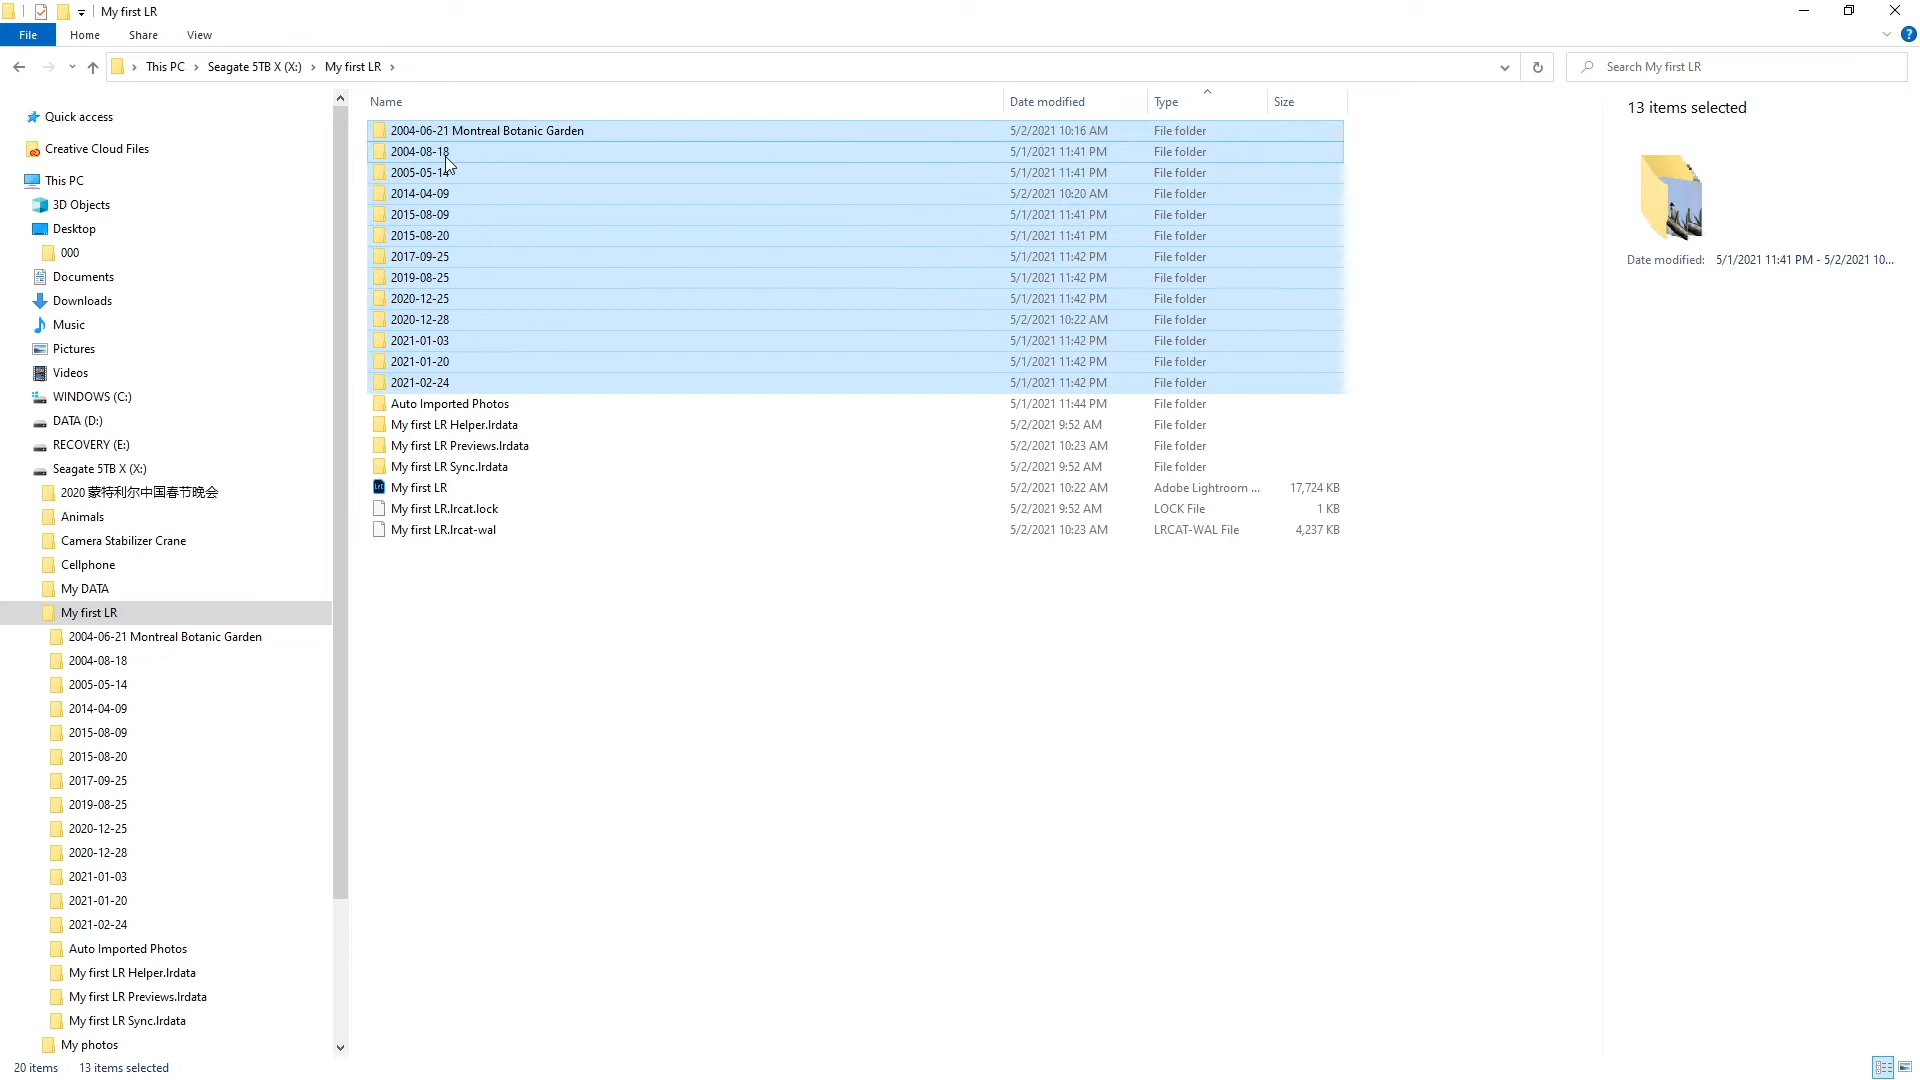 My first LR
File Home Share View
This PC Seagate 5TB X (X:) My first LR
Search My first LR
Name Date modified Type Size
2004-06-21 Montreal Botanic Garden 5/2/2021 10:16 AM File folder
2004-08-18 5/1/2021 11:41 PM File folder
2005-05-14 5/1/2021 11:41 PM File folder
2014-04-09 5/2/2021 10:20 AM File folder
2015-08-09 5/1/2021 11:41 PM File folder
2015-08-20 5/1/2021 11:41 PM File folder
2017-09-25 5/1/2021 11:42 PM File folder
2019-08-25 5/1/2021 11:42 PM File folder
2020-12-25 5/1/2021 11:42 PM File folder
2020-12-28 5/2/2021 10:22 AM File folder
2021-01-03 5/1/2021 11:42 PM File folder
2021-01-20 5/1/2021 11:42 PM File folder
2021-02-24 5/1/2021 11:42 PM File folder
Auto Imported Photos 5/1/2021 11:44 PM File folder
My first LR Helper.lrdata 5/2/2021 9:52 AM File folder
My first LR Previews.lrdata 5/2/2021 10:23 AM File folder
My first LR Sync.lrdata 5/2/2021 9:52 AM File folder
My first LR 5/2/2021 10:22 AM Adobe Lightroom ... 17,724 KB
My first LR.lrcat.lock 5/2/2021 9:52 AM LOCK File 1 KB
My first LR.lrcat-wal 5/2/2021 10:23 AM LRCAT-WAL File 4,237 KB
Quick access
Creative Cloud Files
This PC
3D Objects
Desktop
000
Documents
Downloads
Music
Pictures
Videos
WINDOWS (C:)
DATA (D:)
RECOVERY (E:)
Seagate 5TB X (X:)
2020 蒙特利尔中国春节晚会
Animals
Camera Stabilizer Crane
Cellphone
My DATA
My first LR
2004-06-21 Montreal Botanic Garden
2004-08-18
2005-05-14
2014-04-09
2015-08-09
2015-08-20
2017-09-25
2019-08-25
2020-12-25
2020-12-28
2021-01-03
2021-01-20
2021-02-24
Auto Imported Photos
My first LR Helper.lrdata
My first LR Previews.lrdata
My first LR Sync.lrdata
My photos
13 items selected
Date modified: 5/1/2021 11:41 PM - 5/2/2021 10...
20 items 13 items selected